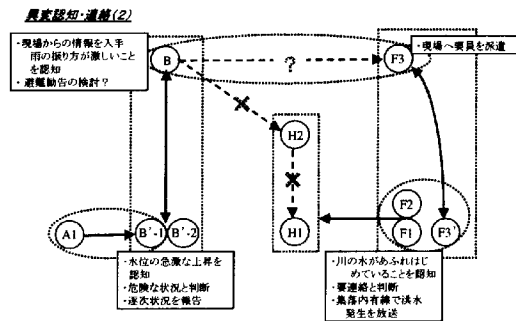 異変認知・連絡(2)
・現場からの情報を入手
雨の振り方が激しいこと
を認知
・避難勧告の検討？
B
?
F3
・現場へ要員を派遣
H2
A1
B'-1
B'-2
H1
F2
F1
F3'
・水位の急激な上昇を
認知
・危険な状況と判断
・逐次状況を報告
・川の水があふれはじ
めていることを認知
・要連絡と判断
・集落内有線で洪水
発生を放送